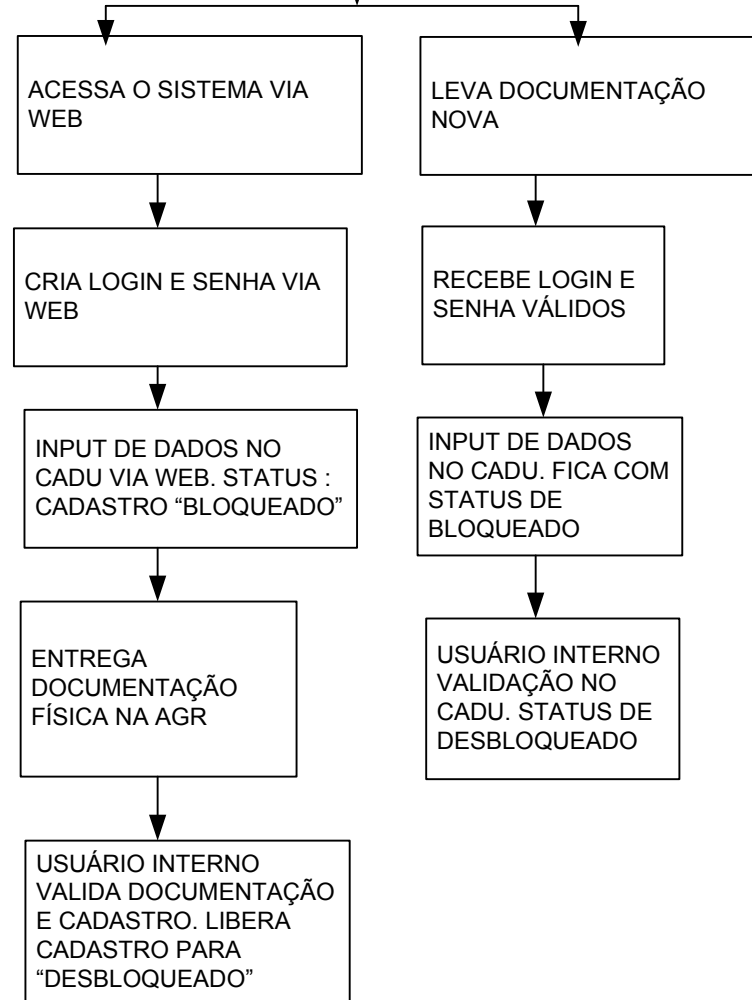 ACESSA O SISTEMA VIA
WEB
CRIA LOGIN E SENHA VIA
WEB
INPUT DE DADOS NO
CADU VIA WEB. STATUS :
CADASTRO “BLOQUEADO”
ENTREGA
DOCUMENTAÇÃO
FÍSICA NA AGR
USUÁRIO INTERNO
VALIDA DOCUMENTAÇÃO
E CADASTRO. LIBERA
CADASTRO PARA
“DESBLOQUEADO”
LEVA DOCUMENTAÇÃO
NOVA
RECEBE LOGIN E
SENHA VÁLIDOS
INPUT DE DADOS
NO CADU. FICA COM
STATUS DE
BLOQUEADO
USUÁRIO INTERNO
VALIDAÇÃO NO
CADU. STATUS DE
DESBLOQUEADO